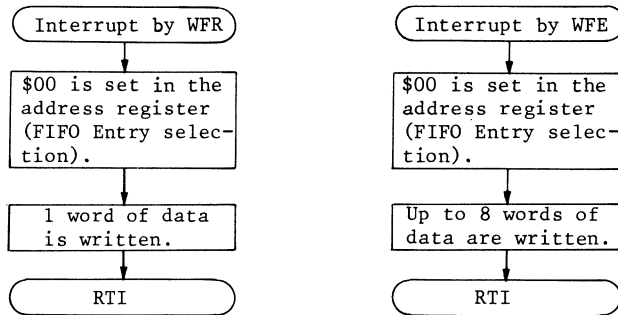 Interrupt by WFR
$00 is set in the
address register
(FIFO Entry selec-
tion).
1 word of data
is written.
RTI
Interrupt by WFE
$00 is set in the
address register
(FIFO Entry selec-
tion).
Up to 8 words of
data are written.
RTI